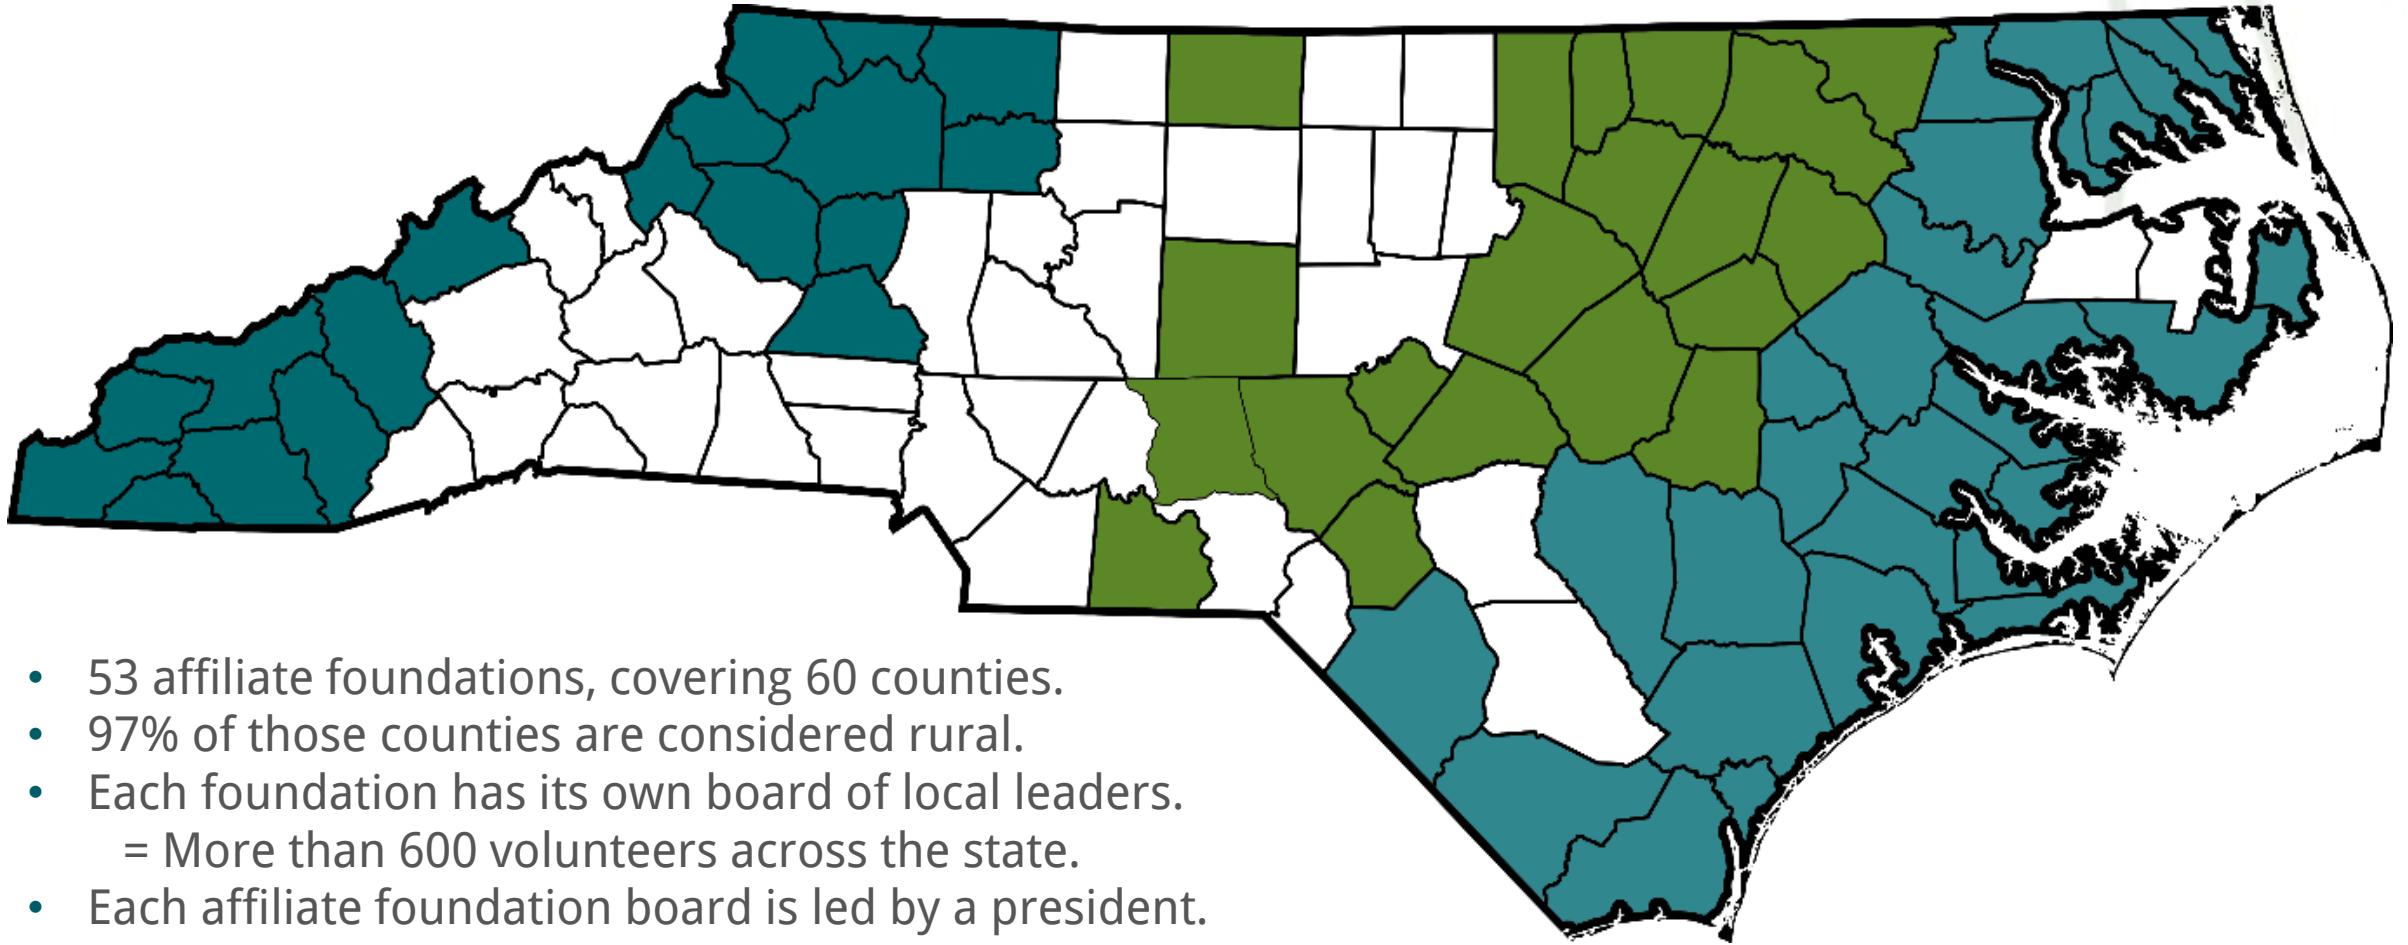 • 53 affiliate foundations, covering 60 counties.
• 97% of those counties are considered rural.
• Each foundation has its own board of local leaders.
= More than 600 volunteers across the state.
• Each affiliate foundation board is led by a president.